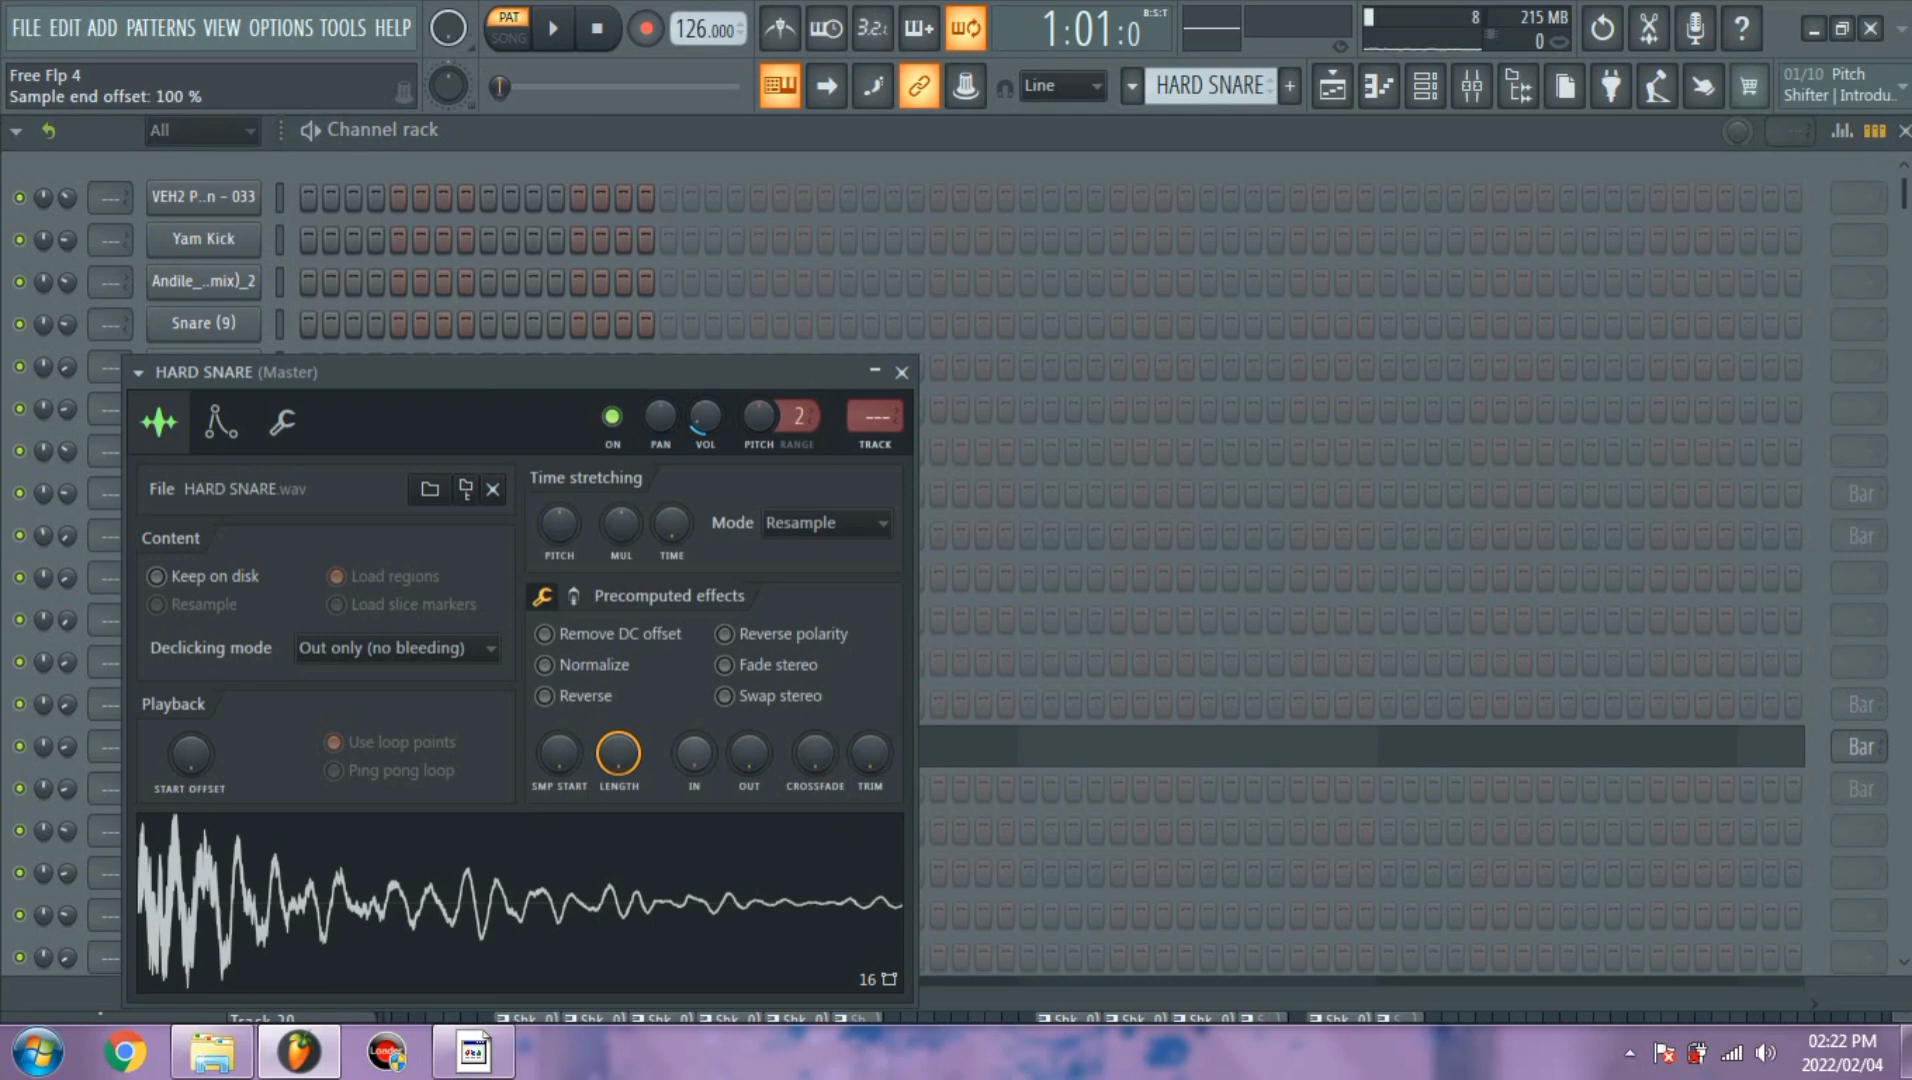 FILE EDIT ADD PATTERNS VIEW OPTIONS TOOLS HELP
PAT
SONG
126.000
3.2.
1:01:0
B:S:T
8
215 MB
0
Free Flp 4
Sample end offset: 100 %
Line
HARD SNARE
+
01/10 Pitch
Shifter | Introdu..
All
Channel rack
VEH2 P..n - 033
Yam Kick
Andile_..mix)_2
Snare (9)
HARD SNARE (Master)
ON
PAN
VOL
PITCH
2
RANGE
---
TRACK
File HARD SNARE.wav
Time stretching
PITCH
MUL
TIME
Mode Resample
Content
Keep on disk
Load regions
Resample
Load slice markers
Declicking mode Out only (no bleeding)
Precomputed effects
Remove DC offset
Reverse polarity
Normalize
Fade stereo
Reverse
Swap stereo
Playback
START OFFSET
Use loop points
Ping pong loop
SMP START
LENGTH
IN
OUT
CROSSFADE
TRIM
16
Bar
Bar
Bar
Bar
Bar
Track 20
Loader
02:22 PM
2022/02/04